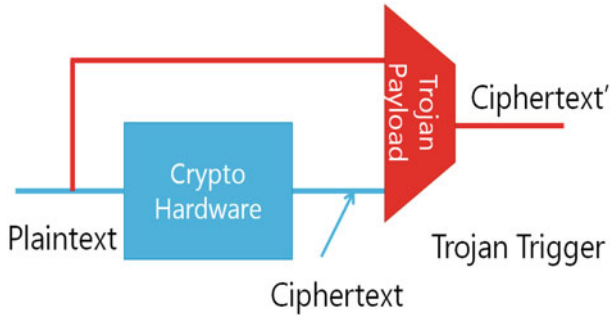 Trojan
Payload
Ciphertext'
Crypto
Hardware
Plaintext
Trojan Trigger
Ciphertext